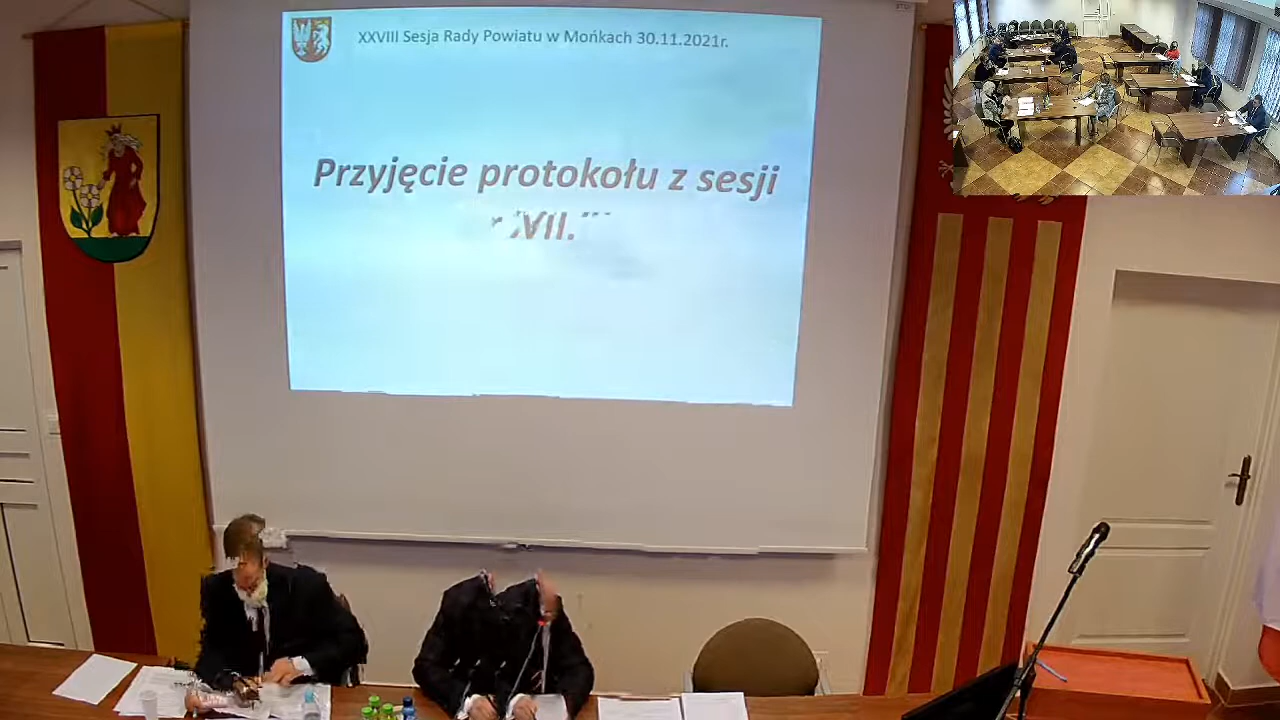 XXVIII Sesja Rady Powiatu w Mońkach 30.11.2021r.
Przyjęcie protokołu z sesji